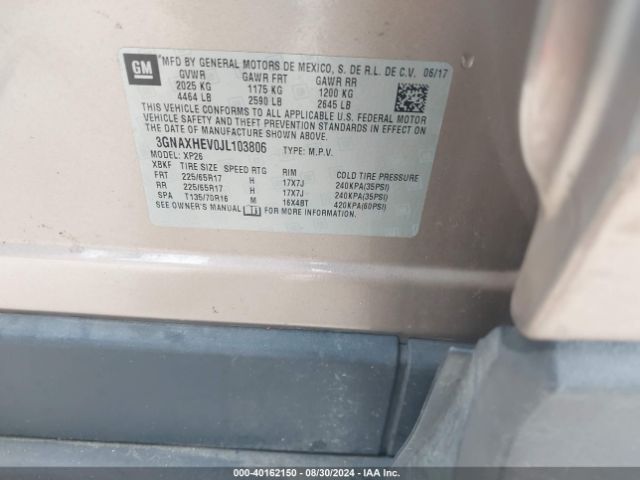 GM
MFD BY GENERAL MOTORS DE MEXICO, S. DE R.L. DE C.V. 06/17
GVWR GAWR FRT GAWR RR
2025 KG 1175 KG 1200 KG
4464 LB 2590 LB 2645 LB
THIS VEHICLE CONFORMS TO ALL APPLICABLE U.S. FEDERAL MOTOR
VEHICLE SAFETY AND THEFT PREVENTION STANDARDS IN EFFECT ON
THE DATE OF MANUFACTURE SHOWN ABOVE.
3GNAXHEV0JL103806 TYPE: M.P.V.
MODEL: XP26
XBKF TIRE SIZE SPEED RTG RIM COLD TIRE PRESSURE
FRT 225/65R17 H 17X7J 240KPA(35PSI)
RR 225/65R17 H 17X7J 240KPA(35PSI)
SPA T135/70R16 M 16X4BT 420KPA(60PSI)
SEE OWNER'S MANUAL FOR MORE INFORMATION.
000-40162150 - 08/30/2024 - IAA Inc.